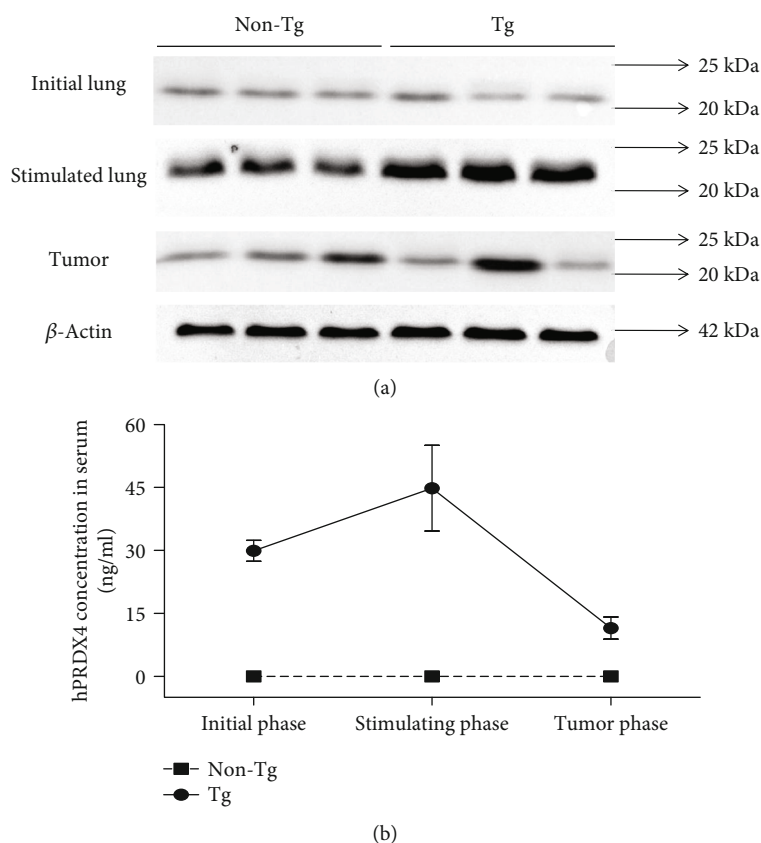 Non-Tg Tg
Initial lung
25 kDa
20 kDa
Stimulated lung
25 kDa
20 kDa
Tumor
25 kDa
20 kDa
β-Actin
42 kDa
(a)
hPRDX4 concentration in serum
(ng/ml)
60
45
30
15
0
Initial phase Stimulating phase Tumor phase
Non-Tg
Tg
(b)